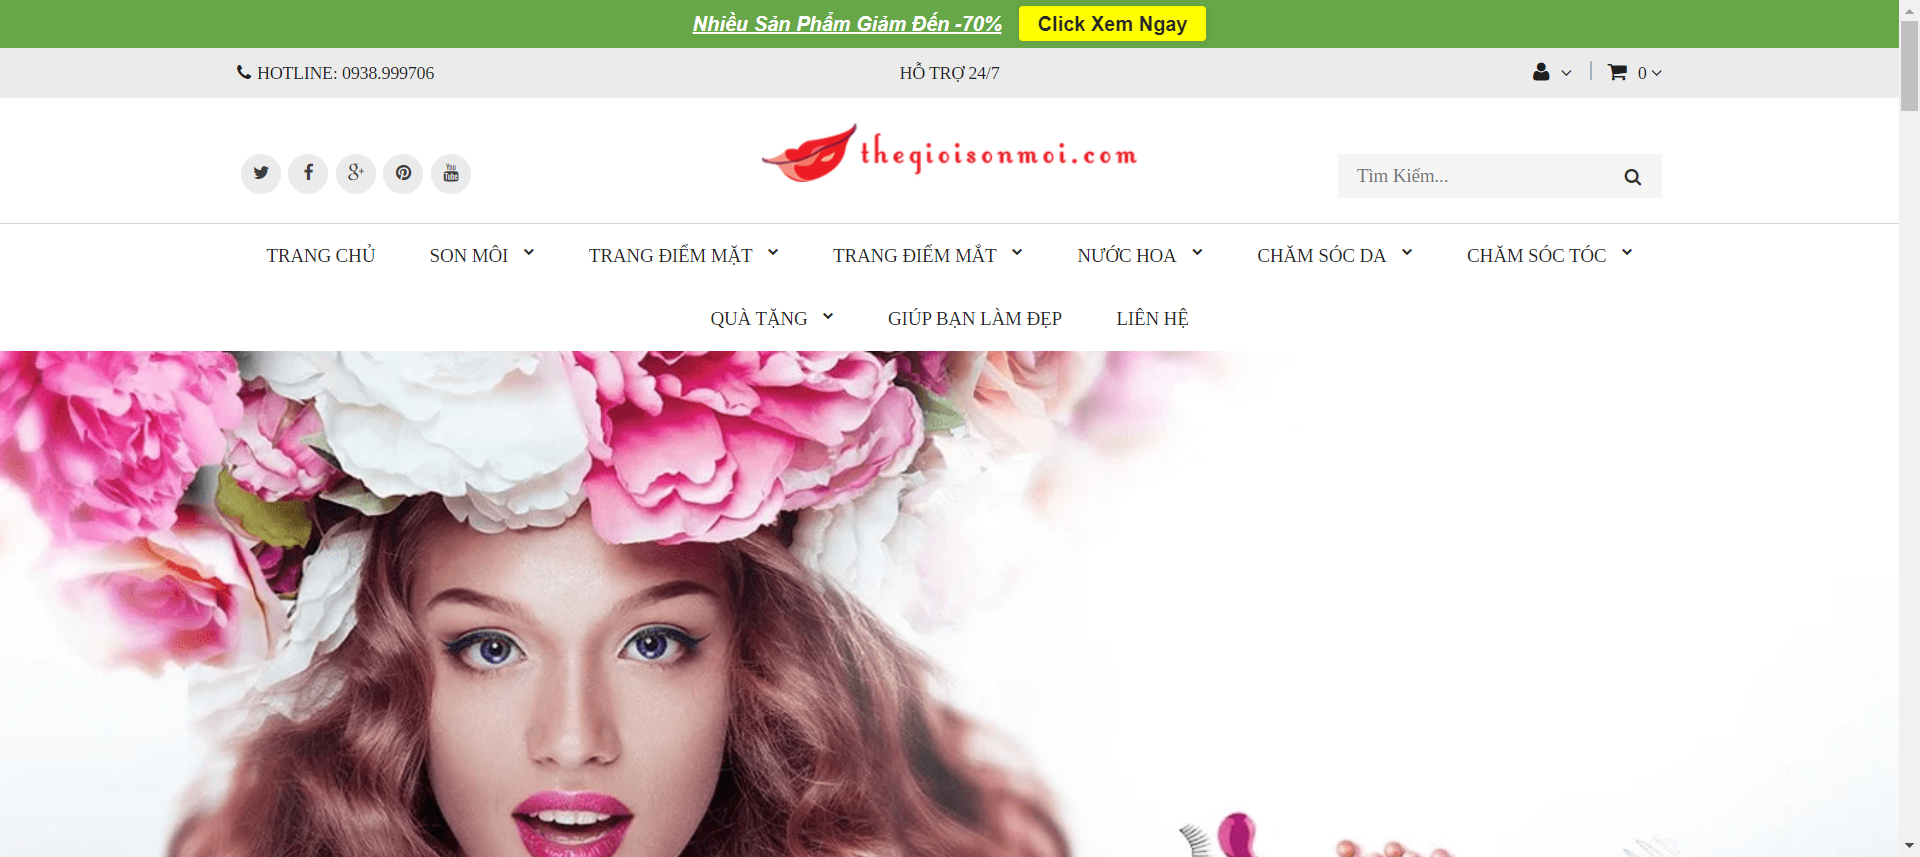 Nhiều Sản Phẩm Giảm Đến -70% Click Xem Ngay
HOTLINE: 0938.999706 HỖ TRỢ 24/7 0
thegioisonmoi.com
You
Tube
Tìm Kiếm...
TRANG CHỦ SON MÔI TRANG ĐIỂM MẶT TRANG ĐIỂM MẮT NƯỚC HOA CHĂM SÓC DA CHĂM SÓC TÓC
QUÀ TẶNG GIÚP BẠN LÀM ĐẸP LIÊN HỆ